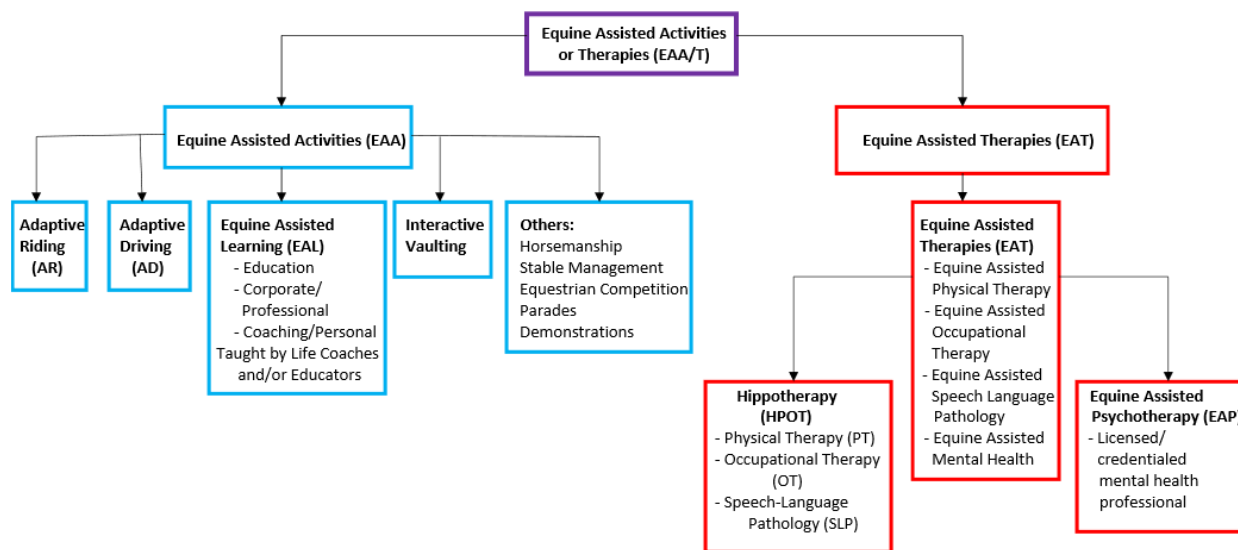 Equine Assisted Activities
or Therapies (EAA/T)
Equine Assisted Activities (EAA)
Equine Assisted Therapies (EAT)
Adaptive
Riding
(AR)
Adaptive
Driving
(AD)
Equine Assisted
Learning (EAL)
- Education
- Corporate/
Professional
- Coaching/Personal
Taught by Life Coaches
and/or Educators
Interactive
Vaulting
Others:
Horsemanship
Stable Management
Equestrian Competition
Parades
Demonstrations
Equine Assisted
Therapies (EAT)
- Equine Assisted
Physical Therapy
- Equine Assisted
Occupational
Therapy
- Equine Assisted
Speech Language
Pathology
- Equine Assisted
Mental Health
Hippotherapy
(HPOT)
- Physical Therapy (PT)
- Occupational Therapy
(OT)
- Speech-Language
Pathology (SLP)
Equine Assisted
Psychotherapy (EAP)
- Licensed/
credentialed
mental health
professional